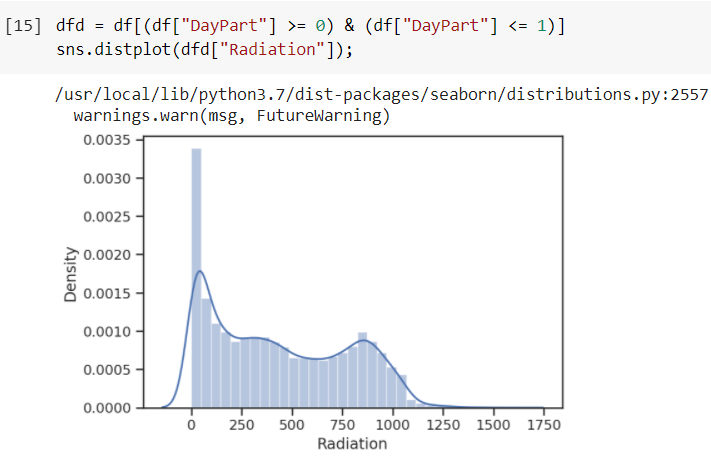 [15] dfd = df[(df["DayPart"] >= 0) & (df["DayPart"] <= 1)]
sns.distplot(dfd["Radiation"]);
/usr/local/lib/python3.7/dist-packages/seaborn/distributions.py:2557
warnings.warn(msg, FutureWarning)
0.0035
0.0030
0.0025
0.0020
0.0015
0.0010
0.0005
0.0000
Density
0 250 500 750 1000 1250 1500 1750
Radiation